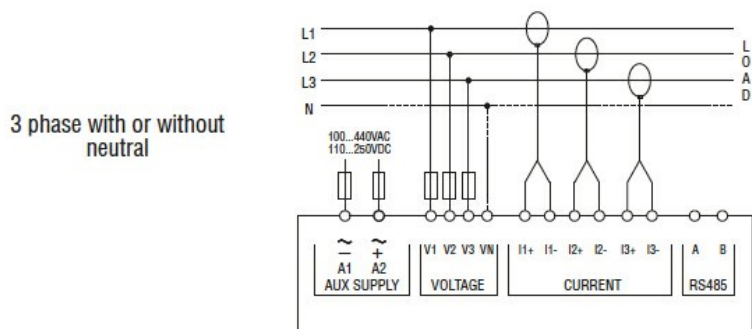 3 phase with or without
neutral
L1
L2
L3
N
LOAD
100...440VAC
110...250VDC
~ ~
− +
A1 A2
AUX SUPPLY
V1 V2 V3 VN
VOLTAGE
I1+ I1- I2+ I2- I3+ I3-
CURRENT
A B
RS485